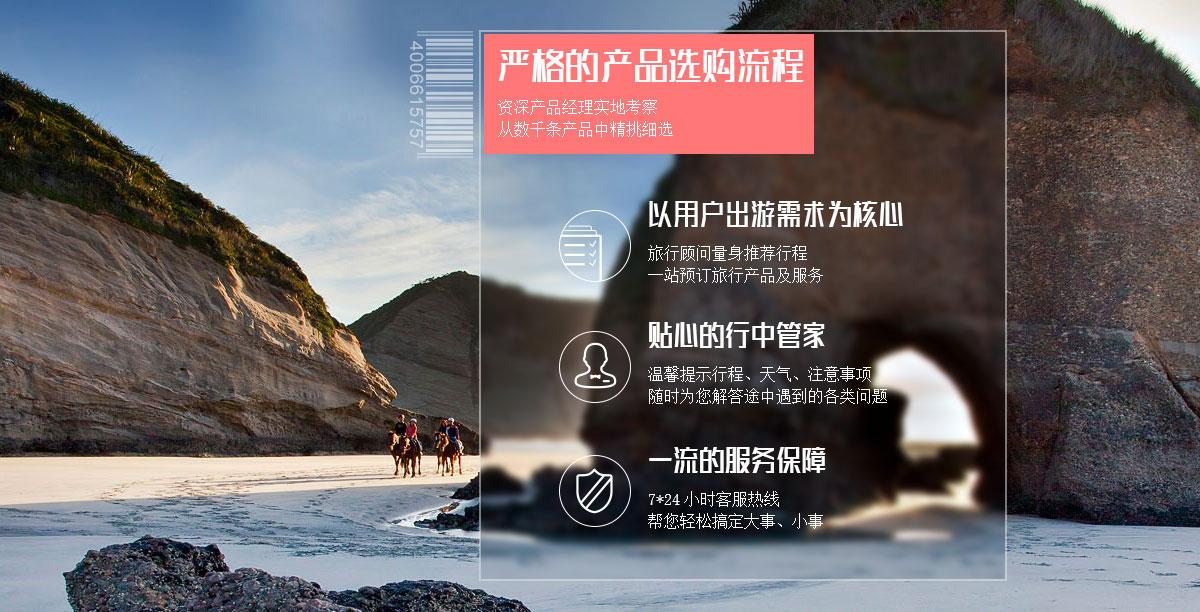 4006615757
严格的产品选购流程
资深产品经理实地考察
从数千条产品中精挑细选
以用户出游需求为核心
旅行顾问量身推荐行程
一站预订旅行产品及服务
贴心的行中管家
温馨提示行程、天气、注意事项
随时为您解答途中遇到的各类问题
一流的服务保障
7*24小时客服热线
帮您轻松搞定大事、小事